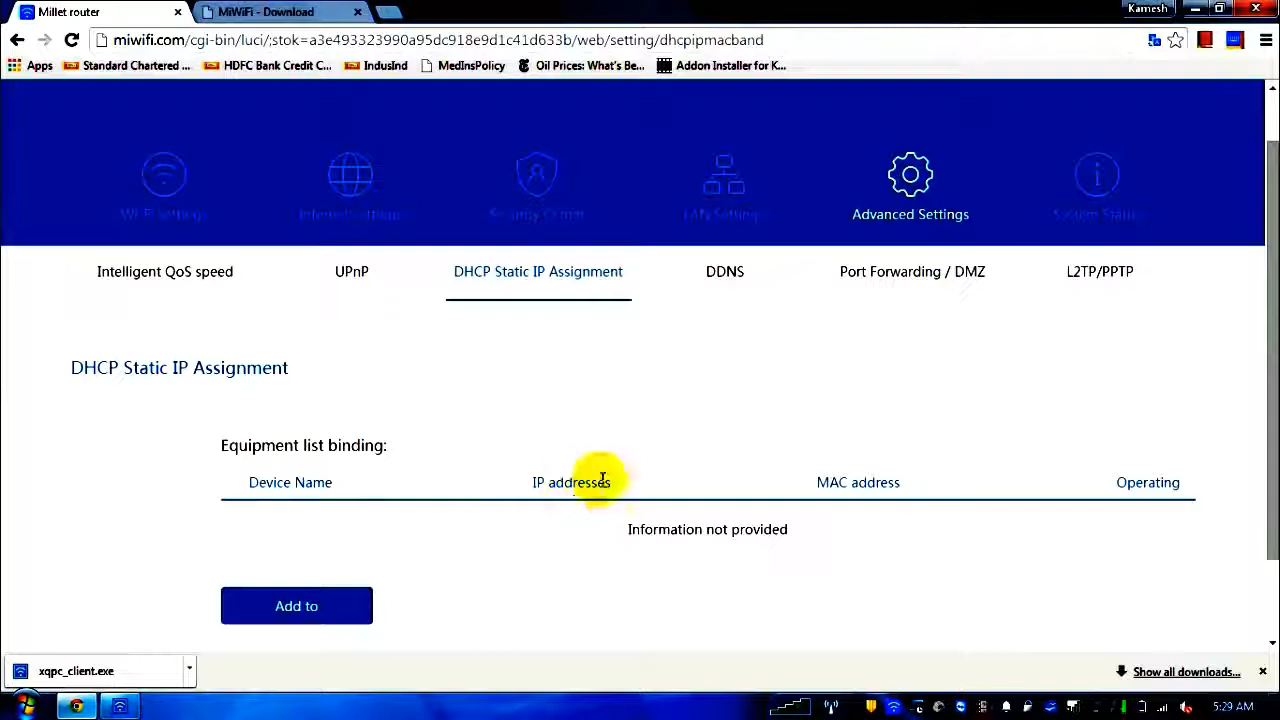 Millet router
MiWiFi - Download
Kamesh
miwifi.com/cgi-bin/luci/;stok=a3e493323990a95dc918e9d1c41d633b/web/setting/dhcpipmacband
Apps
Standard Chartered ...
HDFC Bank Credit C...
IndusInd
MedInsPolicy
Oil Prices: What's Be...
Addon Installer for K...
Advanced Settings
Intelligent QoS speed
UPnP
DHCP Static IP Assignment
DDNS
Port Forwarding / DMZ
L2TP/PPTP
DHCP Static IP Assignment
Equipment list binding:
Device Name
IP addresses
MAC address
Operating
Information not provided
Add to
xqpc_client.exe
Show all downloads...
5:29 AM